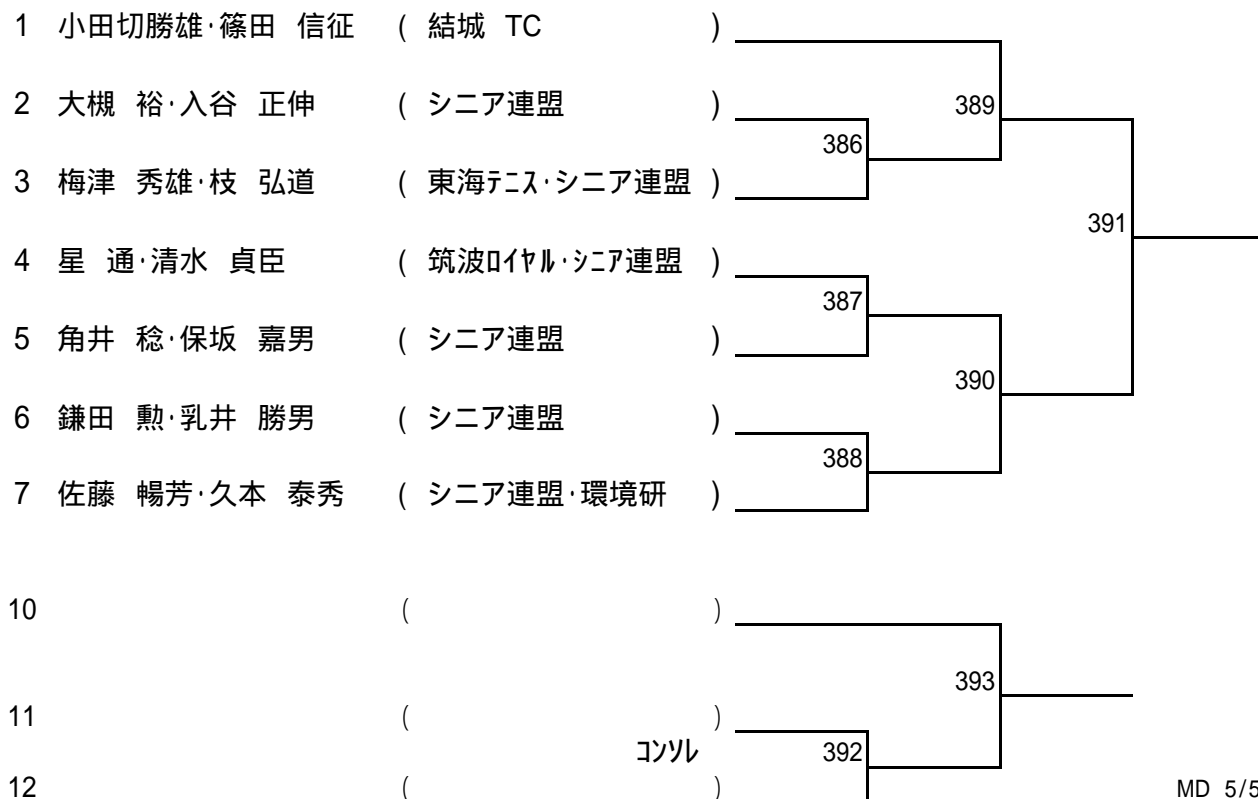 1 小田切勝雄·篠田 信征 ( 結城 TC )
389
2 大槻 裕·入谷 正伸 ( シニア連盟 )
386
3 梅津 秀雄·枝 弘道 ( 東海ﾃﾆｽ·シニア連盟 )
391
4 星 通·清水 貞臣 ( 筑波ﾛｲﾔﾙ·ｼﾆｱ連盟 )
387
5 角井 稔·保坂 嘉男 ( シニア連盟 )
390
6 鎌田 勲·乳井 勝男 ( シニア連盟 )
388
7 佐藤 暢芳·久本 泰秀 ( シニア連盟·環境研 )
10 ( )
393
11 ( )
コンソレ 392
12 ( ) MD 5/5